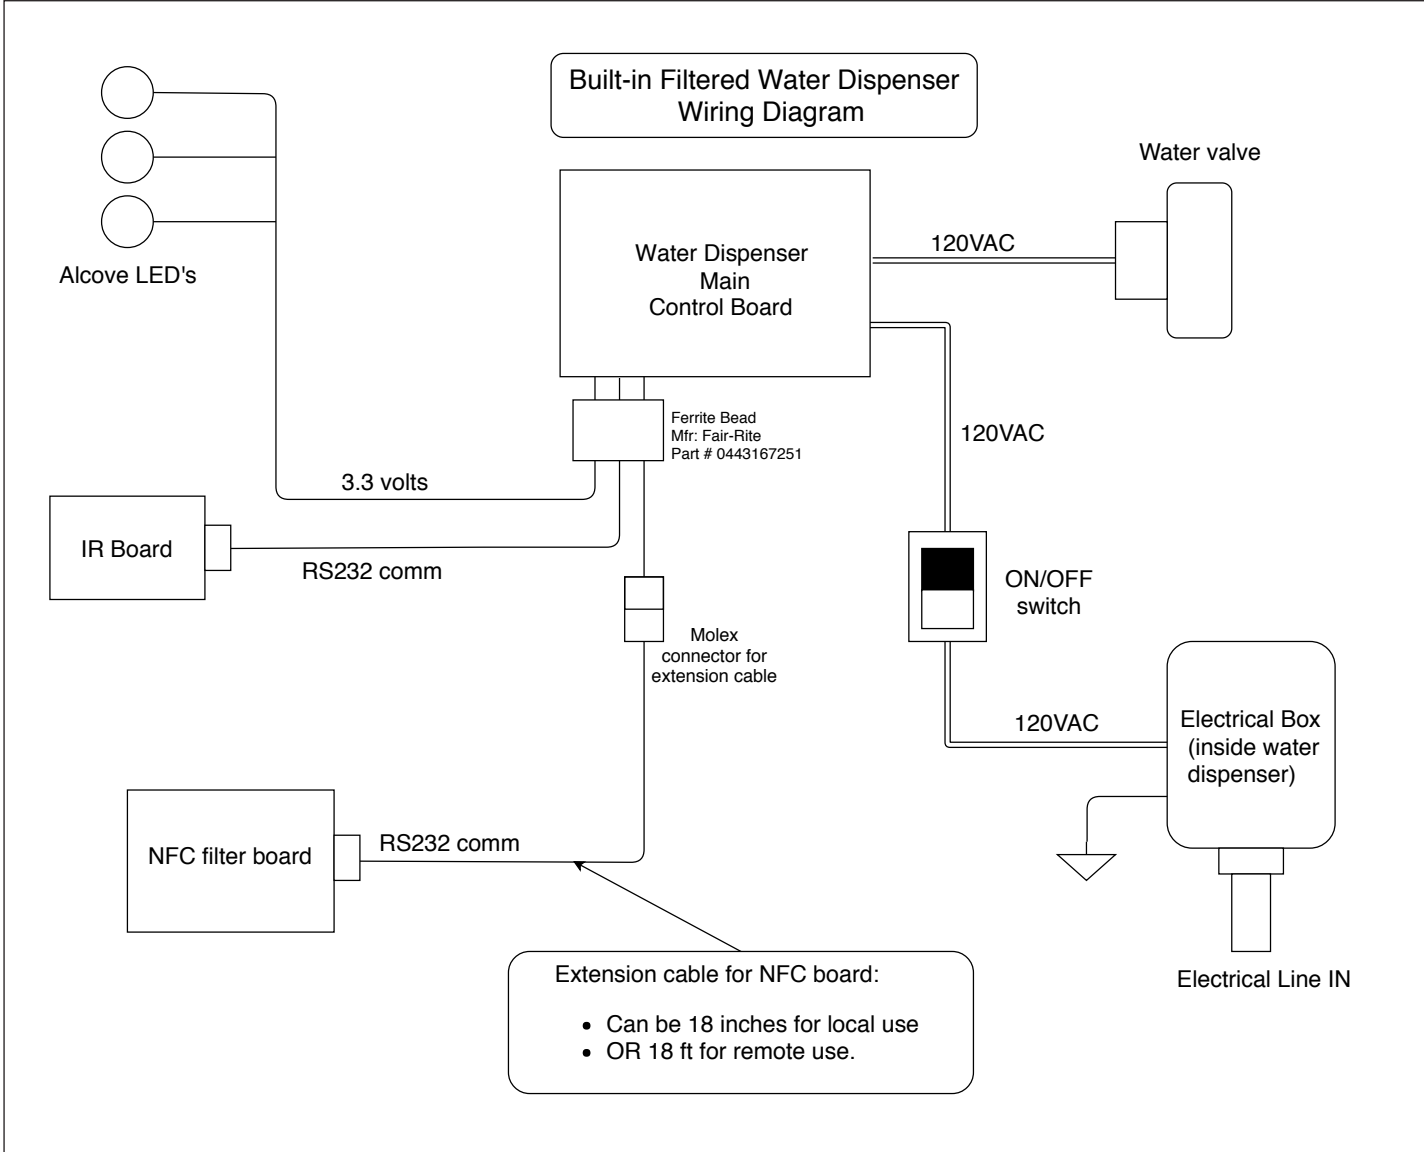 Built-in Filtered Water Dispenser
Wiring Diagram
Water valve
Alcove LED's
Water Dispenser
Main
Control Board
120VAC
Ferrite Bead
Mfr: Fair-Rite
Part # 0443167251
120VAC
3.3 volts
IR Board
RS232 comm
ON/OFF
switch
Molex
connector for
extension cable
120VAC
Electrical Box
(inside water
dispenser)
NFC filter board
RS232 comm
Electrical Line IN
Extension cable for NFC board:
• Can be 18 inches for local use
• OR 18 ft for remote use.